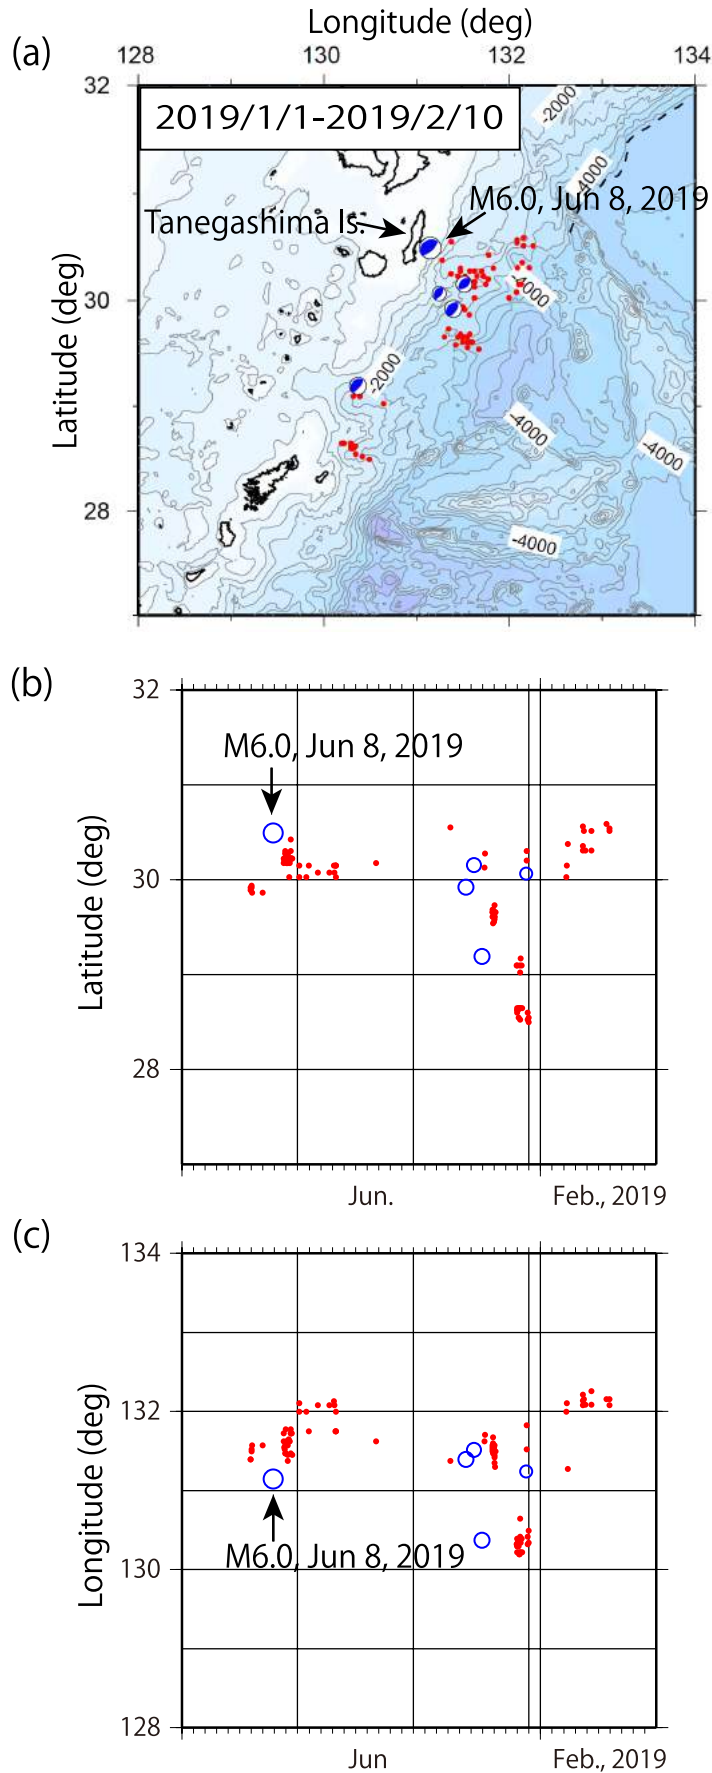 Longitude (deg)
(a)
128 130 132 134
32
2019/1/1-2019/2/10
-2000
-4000
M6.0, Jun 8, 2019
Tanegashima Is.
30
-4000
Latitude (deg)
-2000
-4000
-4000
28
-4000
(b)
32
M6.0, Jun 8, 2019
30
Latitude (deg)
28
Jun. Feb., 2019
(c)
134
132
Longitude (deg)
M6.0, Jun 8, 2019
130
128
Jun Feb., 2019